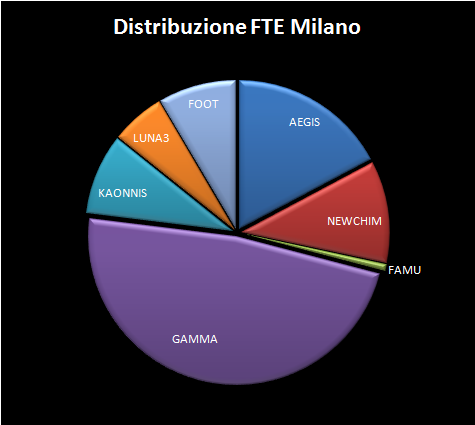 Distribuzione FTE Milano
FOOT
AEGIS
LUNA3
KAONNIS
NEWCHIM
FAMU
GAMMA